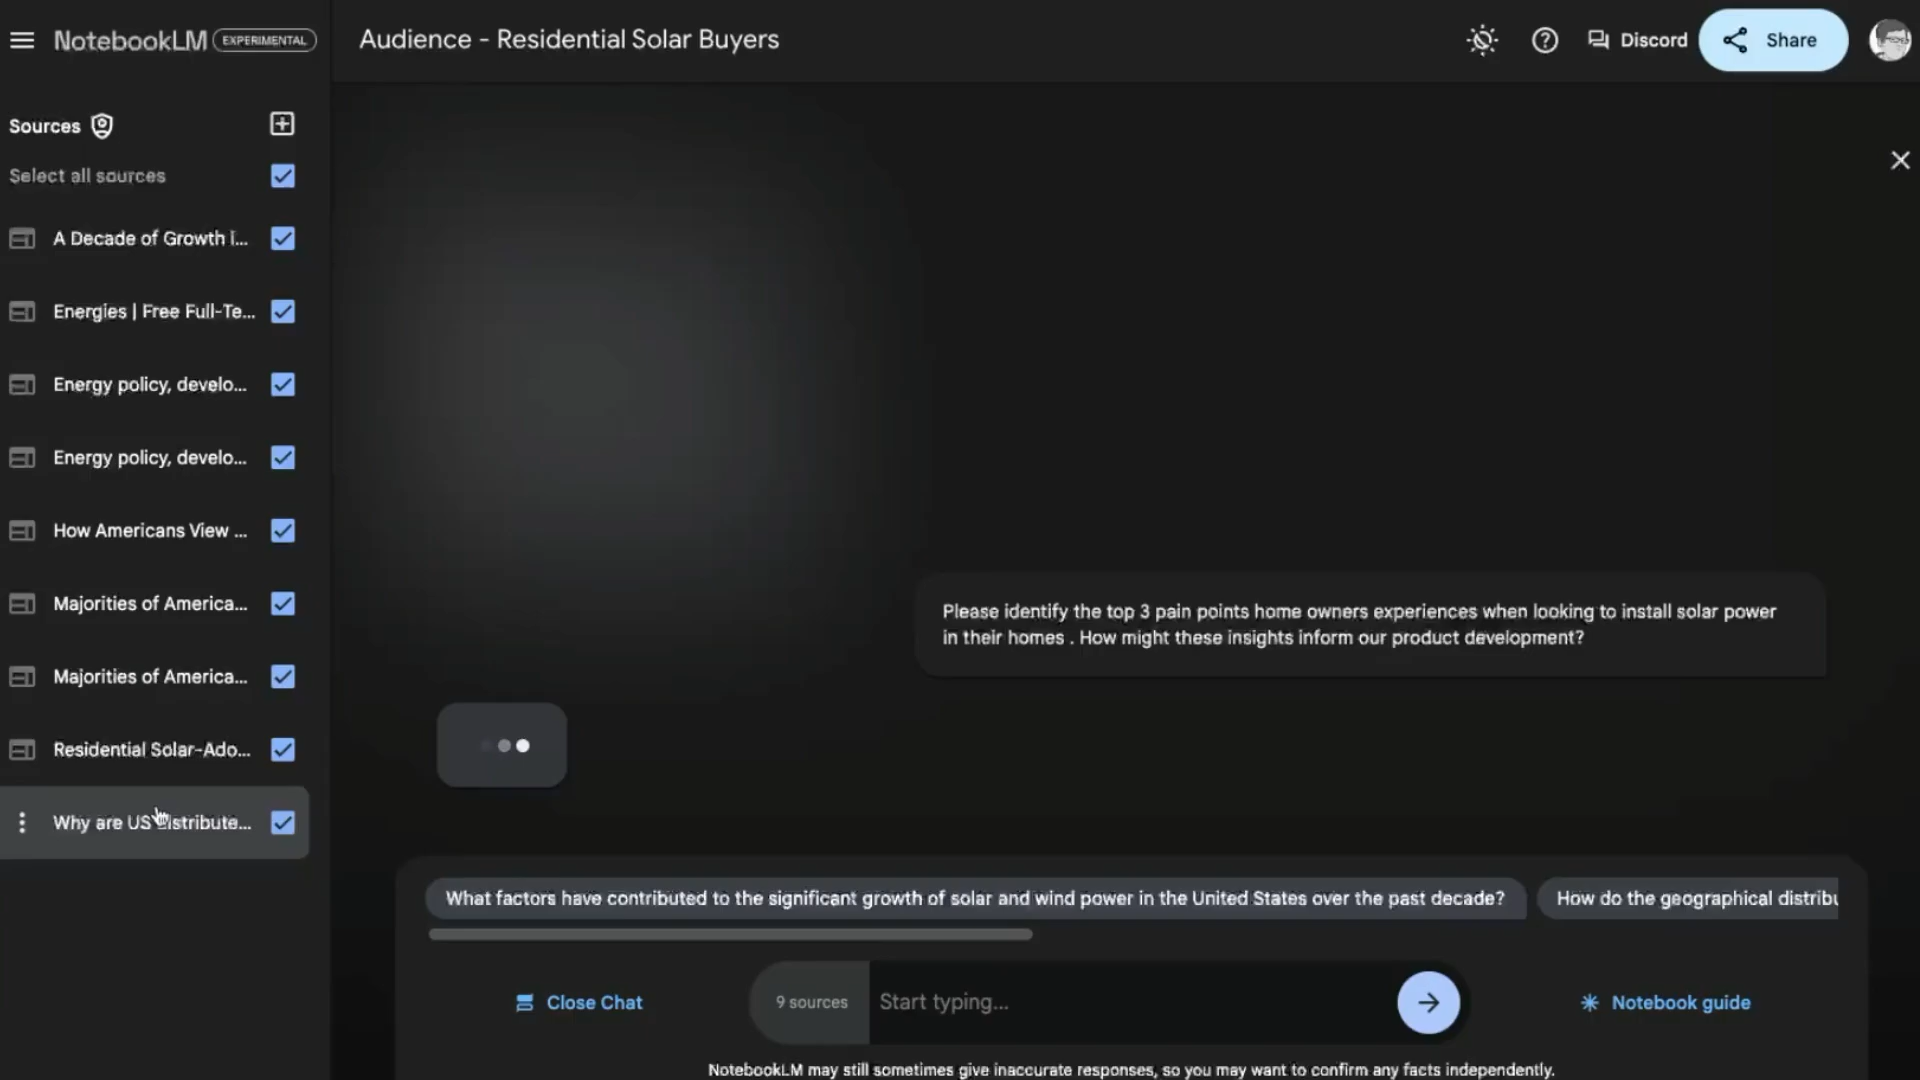 NotebookLM EXPERIMENTAL
Audience - Residential Solar Buyers
Discord
Share
Sources
Select all sources
A Decade of Growth I...
Energies | Free Full-Te...
Energy policy, develo...
Energy policy, develo...
How Americans View ...
Majorities of America...
Majorities of America...
Residential Solar-Ado...
Why are US distribute...
Please identify the top 3 pain points home owners experiences when looking to install solar power
in their homes . How might these insights inform our product development?
What factors have contributed to the significant growth of solar and wind power in the United States over the past decade?
How do the geographical distribu
Close Chat
9 sources
Start typing...
Notebook guide
NotebookLM may still sometimes give inaccurate responses, so you may want to confirm any facts independently.